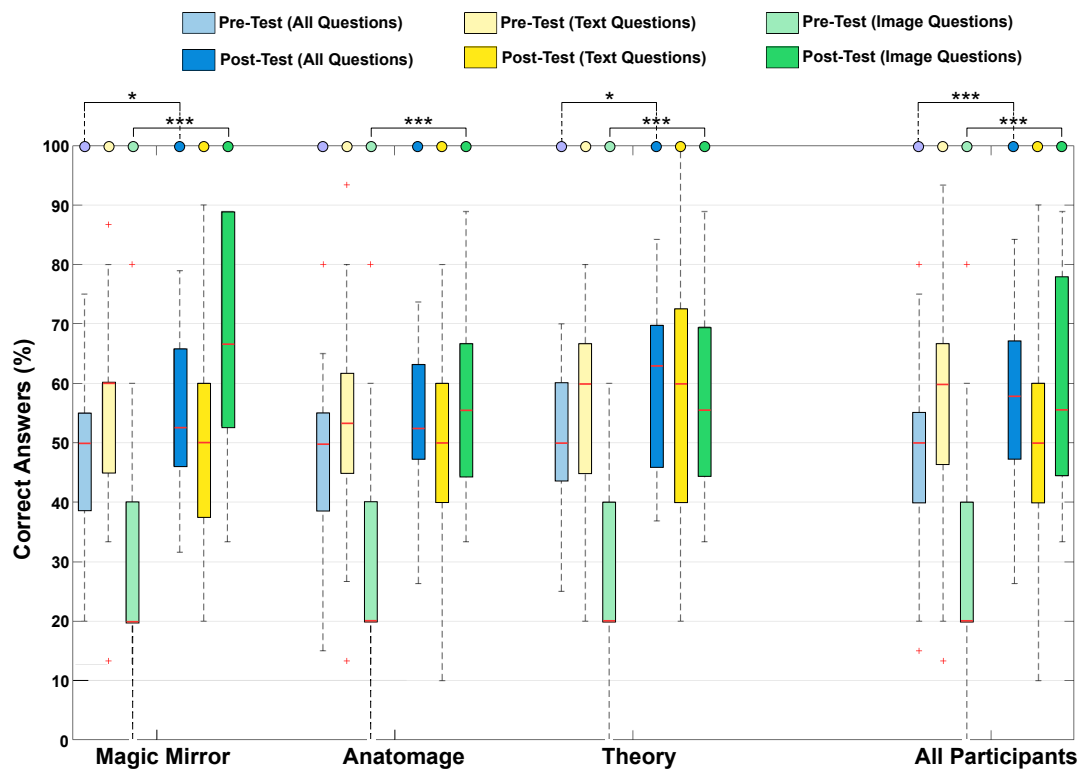 Pre-Test (All Questions) Pre-Test (Text Questions) Pre-Test (Image Questions)
Post-Test (All Questions) Post-Test (Text Questions) Post-Test (Image Questions)
* *** *** * *** *** ***
100
90
80
70
60
50
40
30
20
10
0
Correct Answers (%)
Magic Mirror Anatomage Theory All Participants